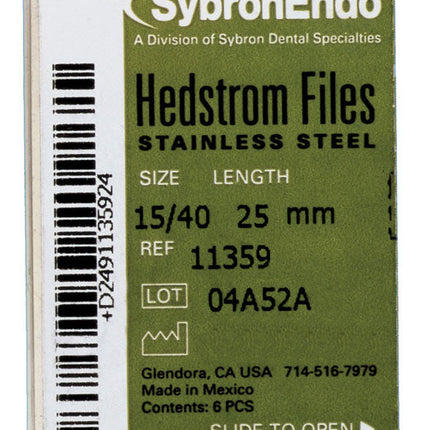 SybronEndo
A Division of Sybron Dental Specialties
Hedstrom Files
STAINLESS STEEL
SIZE LENGTH
15/40 25 mm
REF 11359
LOT 04A52A
Glendora, CA USA 714-516-7979
Made in Mexico
Contents: 6 PCS
SLIDE TO OPEN
+D2491135924